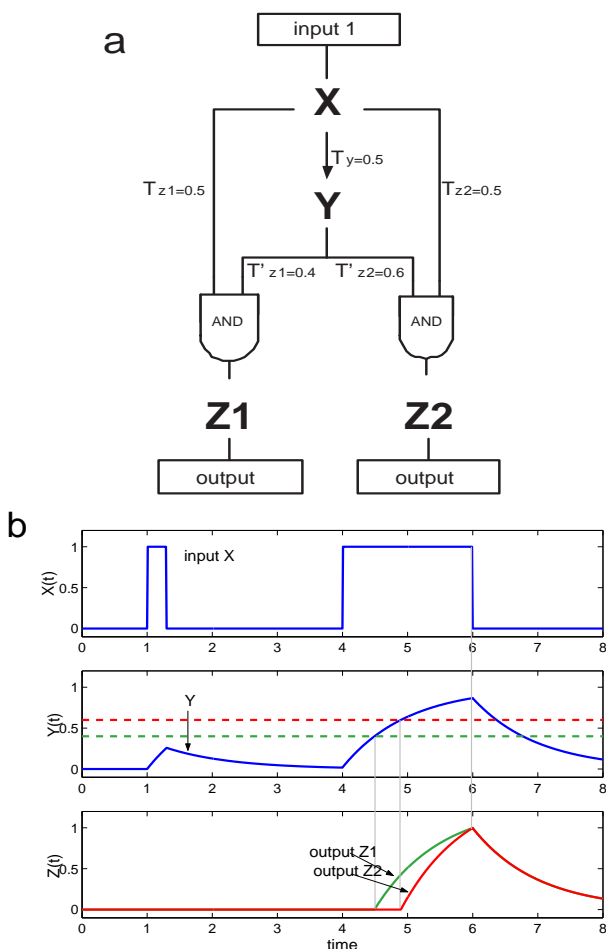 a
input 1
X
T y=0.5
T z1=0.5
T z2=0.5
Y
T' z1=0.4
T' z2=0.6
AND
AND
Z1
Z2
output
output
b
input X
X(t)
1
0.5
0
0 1 2 3 4 5 6 7 8
Y
Y(t)
1
0.5
0
0 1 2 3 4 5 6 7 8
output Z1
output Z2
Z(t)
1
0.5
0
0 1 2 3 4 5 6 7 8
time